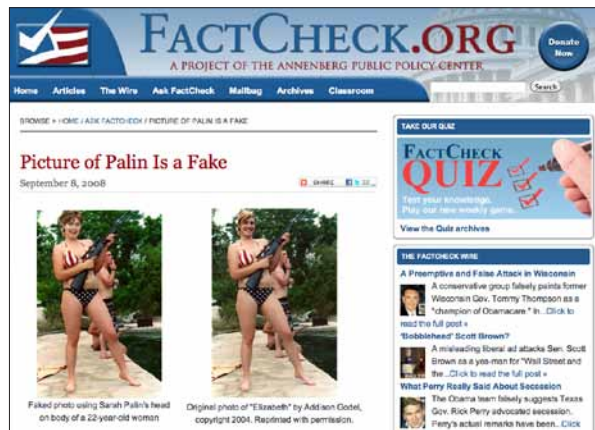 FACTCHECK.ORG
A PROJECT OF THE ANNENBERG PUBLIC POLICY CENTER
Donate
Now
Home Articles The Wire Ask FactCheck Mailbag Archives Classroom
Search
BROWSE » HOME / ASK FACTCHECK / PICTURE OF PALIN IS A FAKE
Picture of Palin Is a Fake
September 8, 2008
SHARE
Faked photo using Sarah Palin's head
on body of a 22-year-old woman
Original photo of "Elizabeth" by Addison Godel,
copyright 2004. Reprinted with permission.
TAKE OUR QUIZ
FACTCHECK
QUIZ
Test your knowledge.
Play our new weekly game.
View the Quiz archives
THE FACTCHECK WIRE
A Preemptive and False Attack in Wisconsin
A conservative group falsely paints former
Wisconsin Gov. Tommy Thompson as a
"champion of Obamacare." In...Click to
read the full post »
'Bobblehead' Scott Brown?
A misleading liberal ad attacks Sen. Scott
Brown as a yes-man for "Wall Street and
the ...Click to read the full post »
What Perry Really Said About Secession
The Obama team falsely suggests Texas
Gov. Rick Perry advocated secession.
Perry's actual remarks have been.. Click